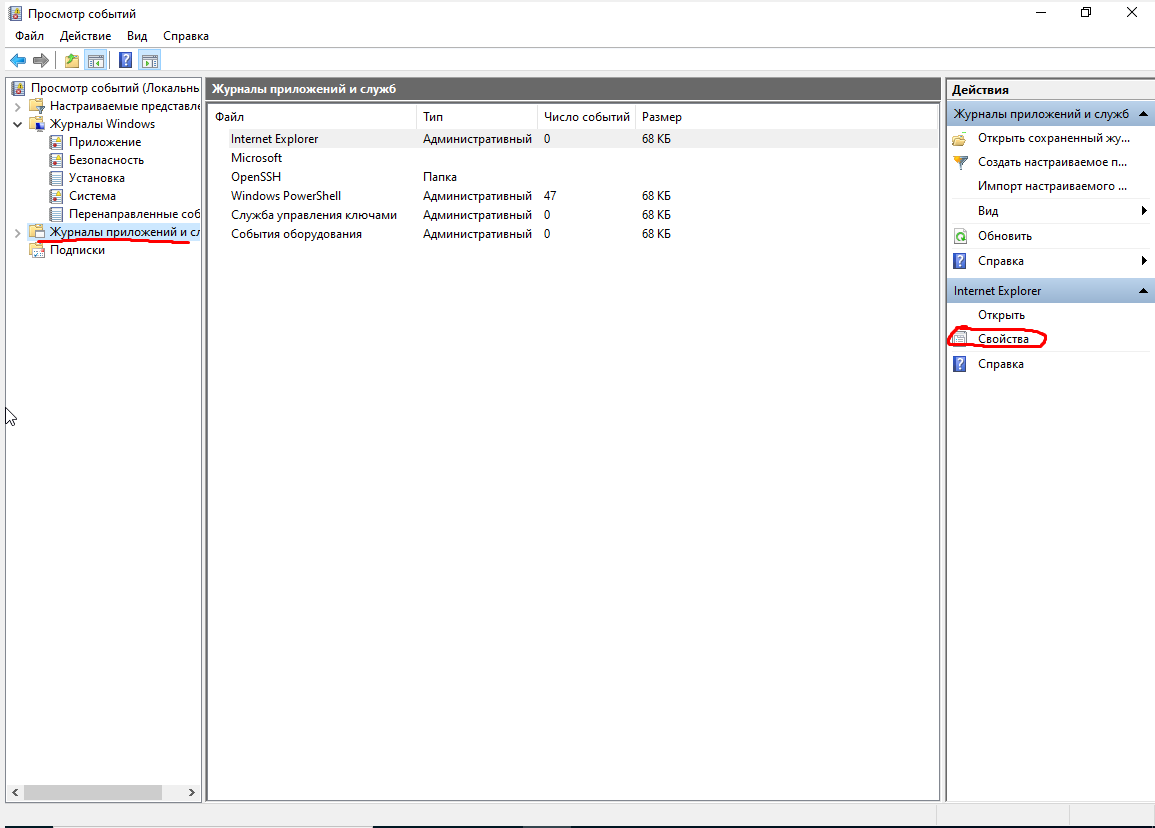 Просмотр событий
Файл Действие Вид Справка
Просмотр событий (Локальнь
Настраиваемые представле
Журналы Windows
Приложение
Безопасность
Установка
Система
Перенаправленные соб
Журналы приложений и сл
Подписки
Журналы приложений и служб
Файл Тип Число событий Размер
Internet Explorer Административный 0 68 КБ
Microsoft
OpenSSH Папка
Windows PowerShell Административный 47 68 КБ
Служба управления ключами Административный 0 68 КБ
События оборудования Административный 0 68 КБ
Действия
Журналы приложений и служб
Открыть сохраненный жу...
Создать настраиваемое п...
Импорт настраиваемого ...
Вид
Обновить
Справка
Internet Explorer
Открыть
Свойства
Справка